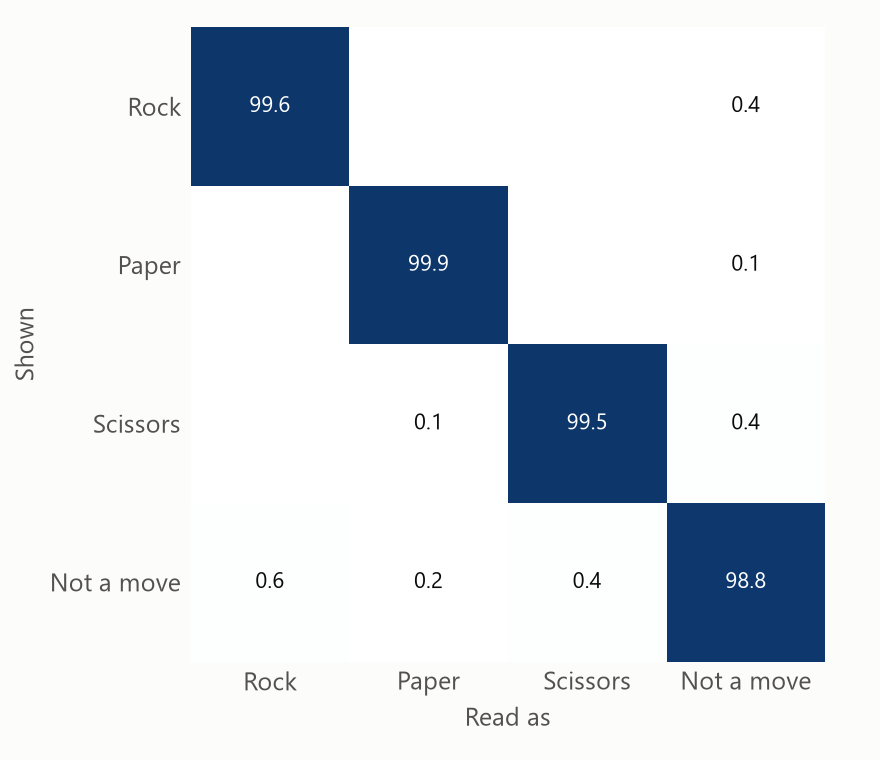 Rock 99.6 0.4
Paper 99.9 0.1
Shown
Scissors 0.1 99.5 0.4
Not a move 0.6 0.2 0.4 98.8
Rock Paper Scissors Not a move
Read as